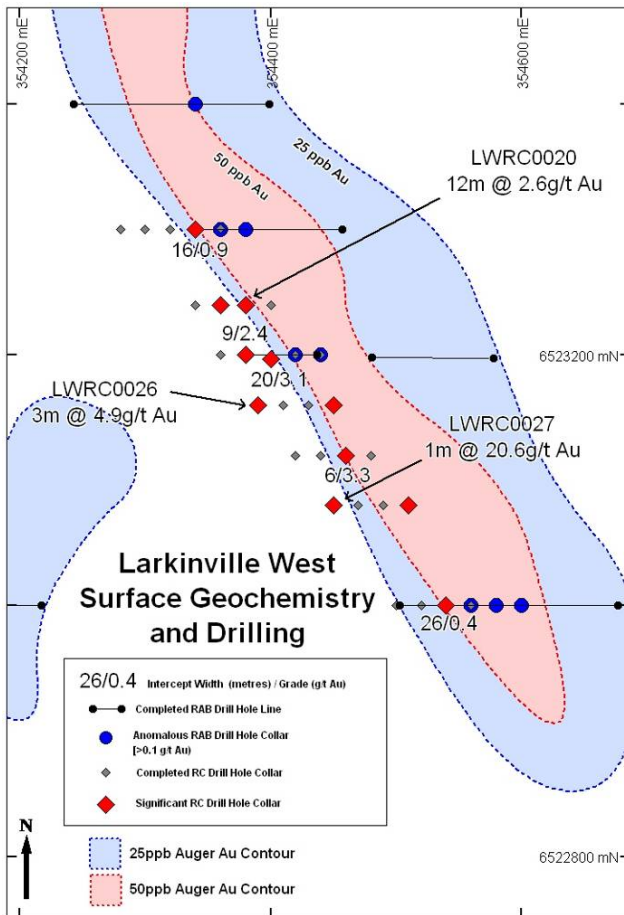 354200 mE
354400 mE
354600 mE
50 ppb Au
25 ppb Au
LWRC0020
12m @ 2.6g/t Au
16/0.9
9/2.4
6523200 mN
20/3.1
LWRC0026
3m @ 4.9g/t Au
LWRC0027
1m @ 20.6g/t Au
6/3.3
Larkinville West
Surface Geochemistry
and Drilling
26/0.4
26/0.4 Intercept Width (metres) / Grade (g/t Au)
Completed RAB Drill Hole Line
Anomalous RAB Drill Hole Collar
[>0.1 g/t Au)
Completed RC Drill Hole Collar
Significant RC Drill Hole Collar
N
25ppb Auger Au Contour
50ppb Auger Au Contour
6522800 mN